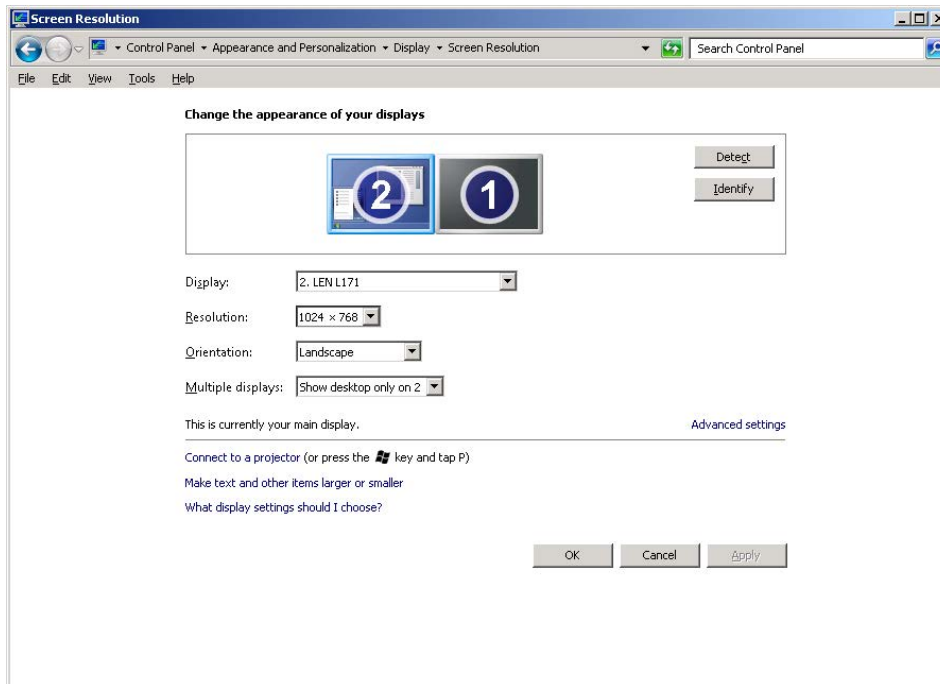 Screen Resolution
Control Panel Appearance and Personalization Display Screen Resolution Search Control Panel
File Edit View Tools Help
Change the appearance of your displays
2 1
Detect
Identify
Display: 2. LEN L171
Resolution: 1024 × 768
Orientation: Landscape
Multiple displays: Show desktop only on 2
This is currently your main display. Advanced settings
Connect to a projector (or press the key and tap P)
Make text and other items larger or smaller
What display settings should I choose?
OK Cancel Apply